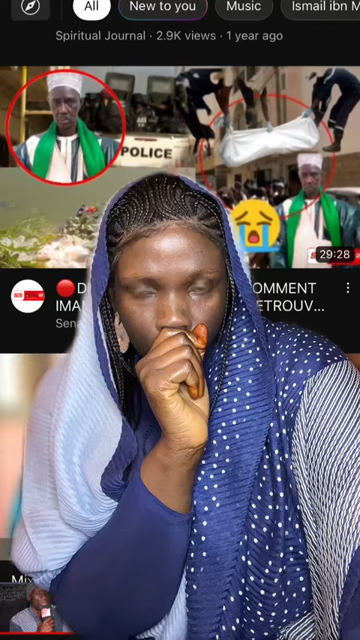 All
New to you
Music
Ismail ibn M
Spiritual Journal · 2.9K views · 1 year ago
POLICE
29:28
D
OMMENT
IMA
ETROUV...
Sene
Mix